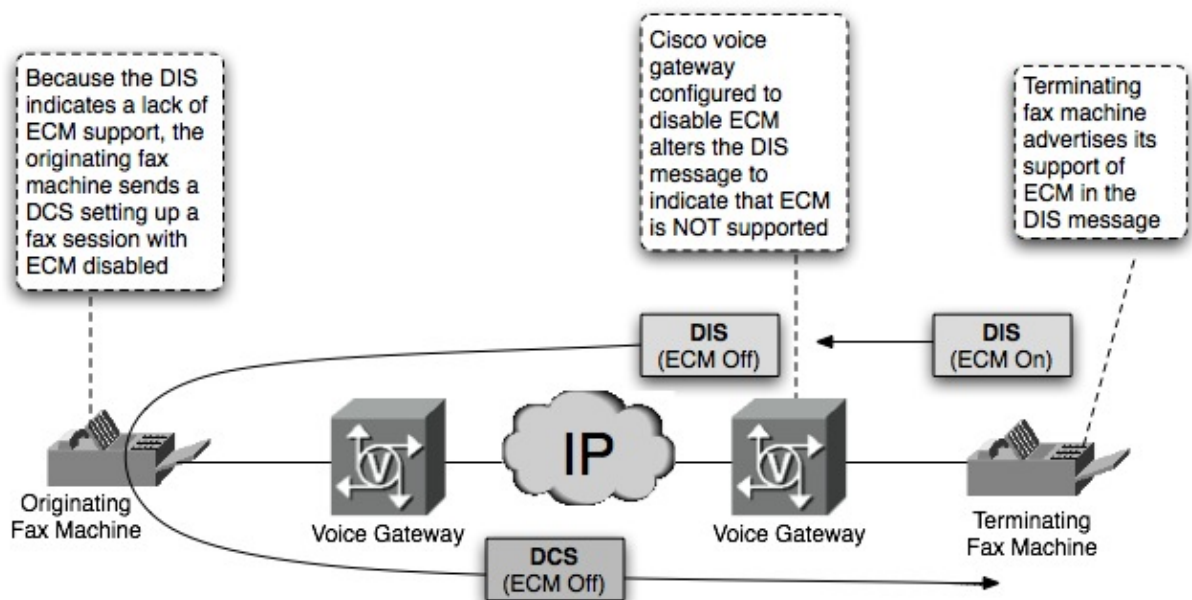 Because the DIS
indicates a lack of
ECM support, the
originating fax
machine sends a
DCS setting up a
fax session with
ECM disabled
Cisco voice
gateway
configured to
disable ECM
alters the DIS
message to
indicate that ECM
is NOT supported
Terminating
fax machine
advertises its
support of
ECM in the
DIS message
DIS
(ECM Off)
DIS
(ECM On)
IP
V
V
Originating
Fax Machine
Voice Gateway
Voice Gateway
Terminating
Fax Machine
DCS
(ECM Off)